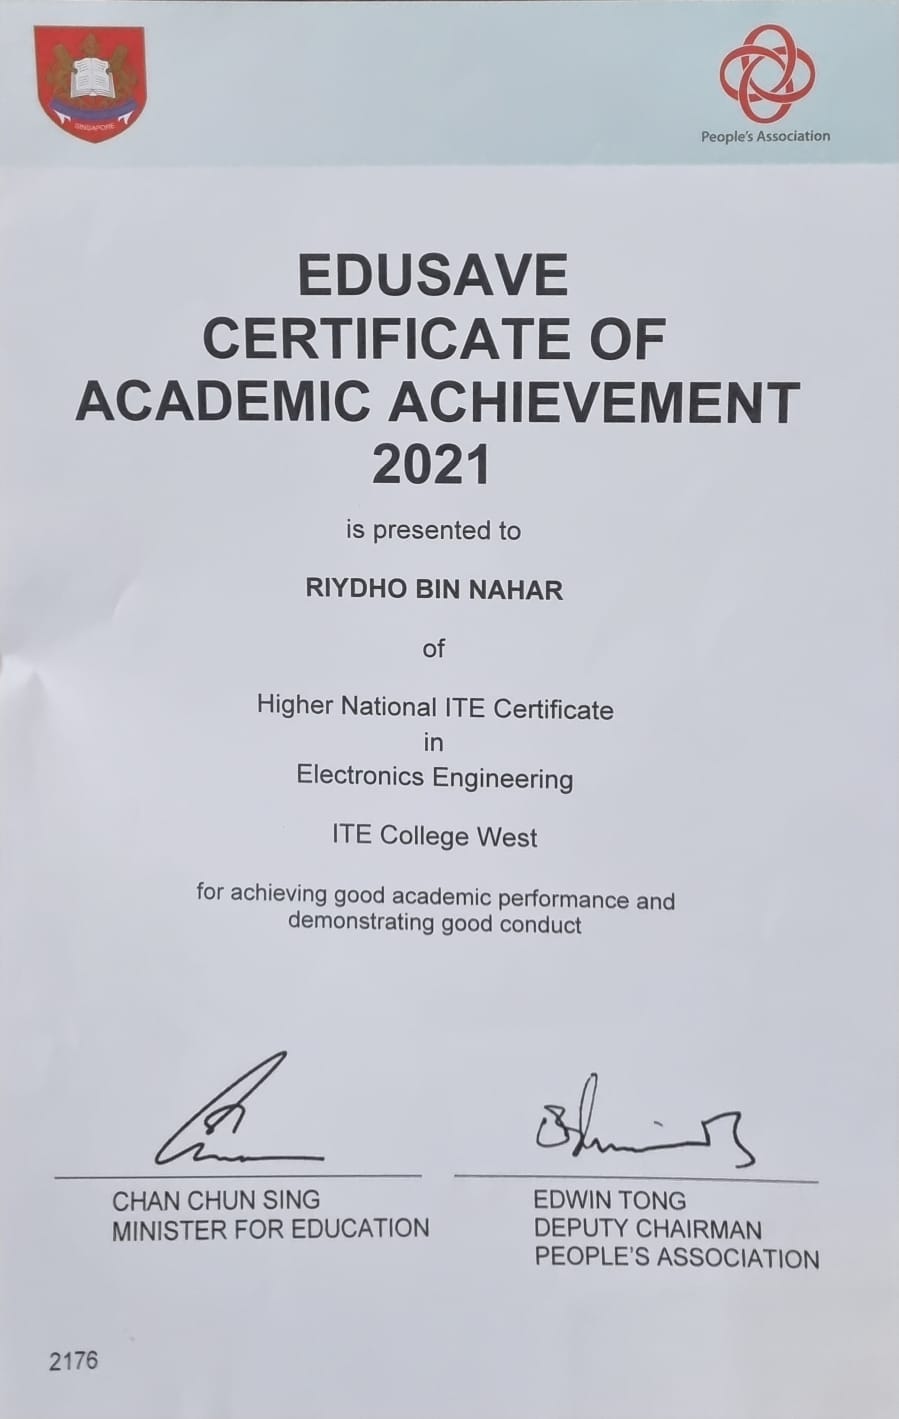 SINGAPORE
People's Association
EDUSAVE
CERTIFICATE OF
ACADEMIC ACHIEVEMENT
2021
is presented to
RIYDHO BIN NAHAR
of
Higher National ITE Certificate
in
Electronics Engineering
ITE College West
for achieving good academic performance and
demonstrating good conduct
CHAN CHUN SING
MINISTER FOR EDUCATION
EDWIN TONG
DEPUTY CHAIRMAN
PEOPLE'S ASSOCIATION
2176